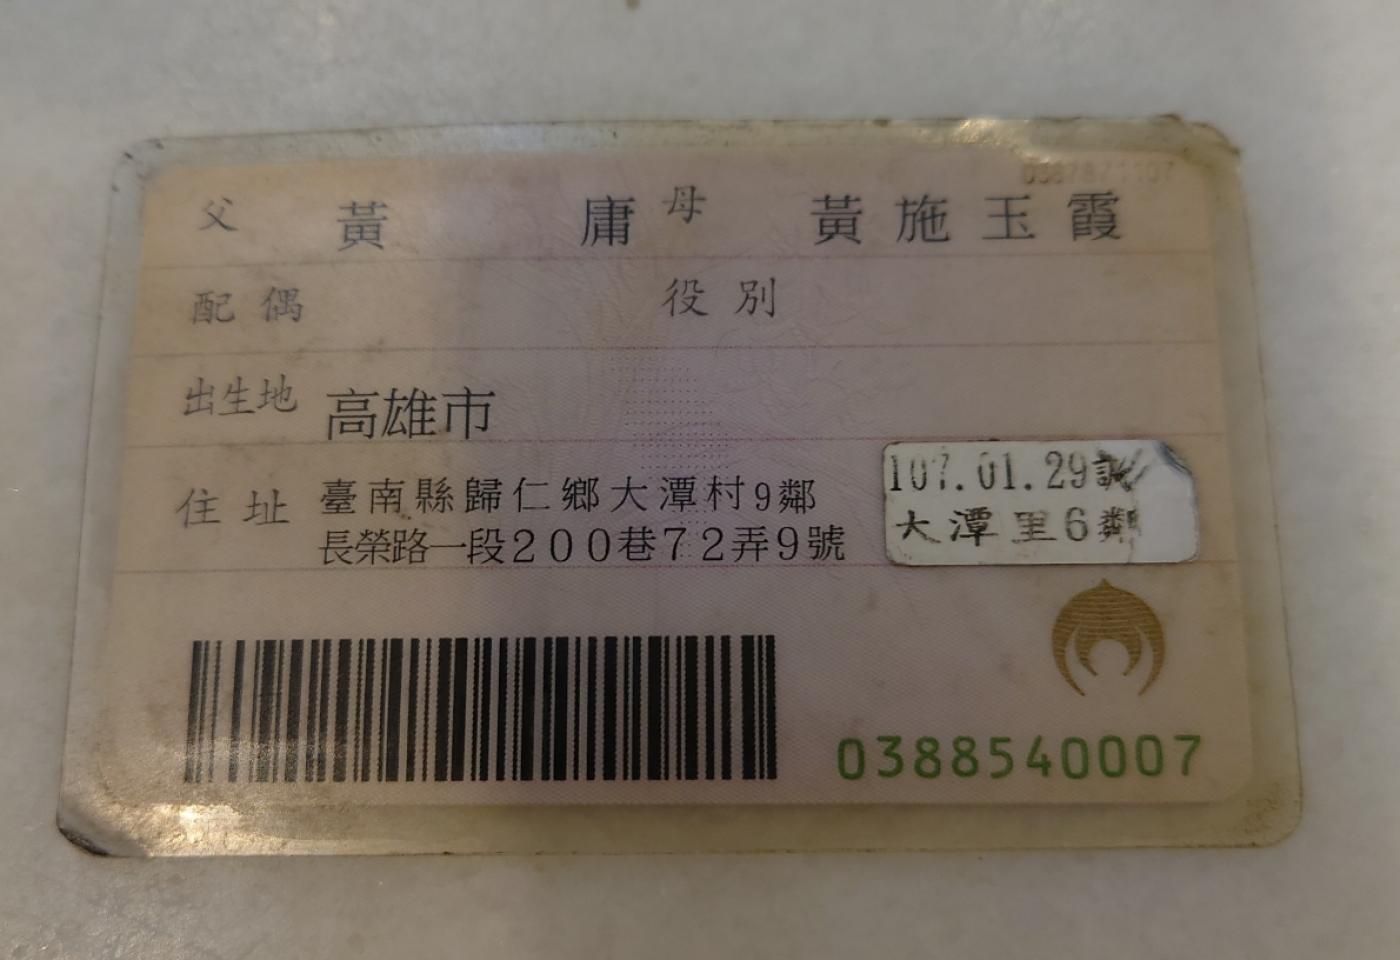 父 黃 庸 母 黃施玉霞
配偶 役別
出生地 高雄市
住址 臺南縣歸仁鄉大潭村9鄰
長榮路一段200巷72弄9號
107.01.29
大潭里6鄰
0388540007